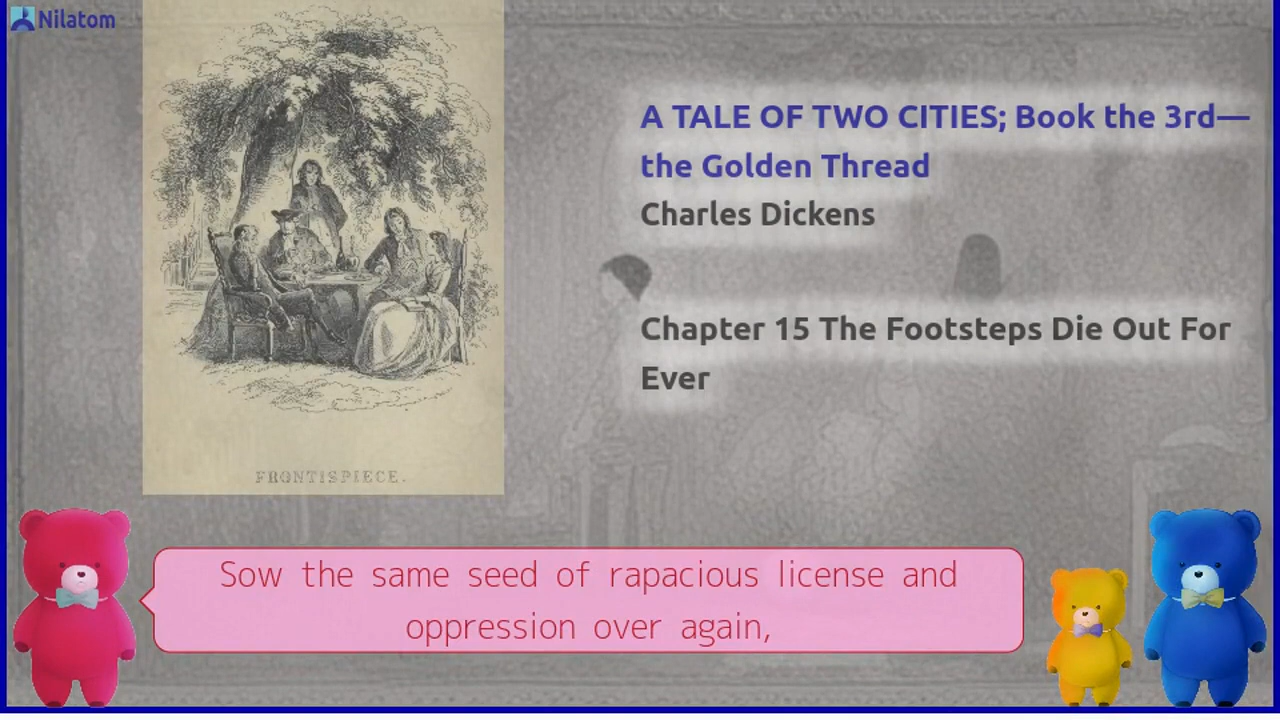 Nilatom
A TALE OF TWO CITIES; Book the 3rd—
the Golden Thread
Charles Dickens
Chapter 15 The Footsteps Die Out For
Ever
FRONTISPIECE.
Sow the same seed of rapacious license and
oppression over again,